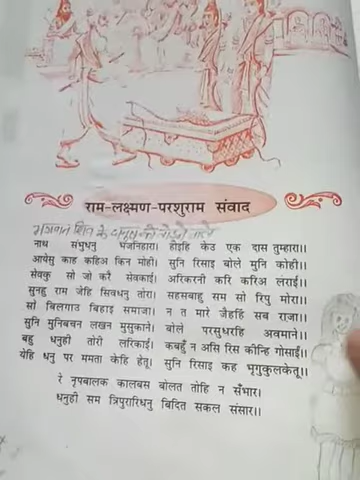 राम-लक्ष्मण-परशुराम संवाद
भगवान शिव के धनुष को तोड़ने वाले
नाथ संभुधनु भंजनिहारा। होइहि केउ एक दास तुम्हारा॥
आयेसु काह कहिअ किन मोही। सुनि रिसाइ बोले मुनि कोही॥
सेवकु सो जो करै सेवकाई। अरिकरनी करि करिअ लराई॥
सुनहु राम जेहि सिवधनु तोरा। सहसबाहु सम सो रिपु मोरा॥
सो बिलगाउ बिहाइ समाजा। न त मारे जैहहिं सब राजा॥
सुनि मुनिबचन लखन मुसुकाने। बोले परसुधरहि अवमाने॥
बहु धनुही तोरी लरिकाईं। कबहुँ न असि रिस कीन्हि गोसाईं॥
येहि धनु पर ममता केहि हेतू। सुनि रिसाइ कह भृगुकुलकेतू॥
रे नृपबालक कालबस बोलत तोहि न सँभार।
धनुही सम त्रिपुरारिधनु बिदित सकल संसार॥